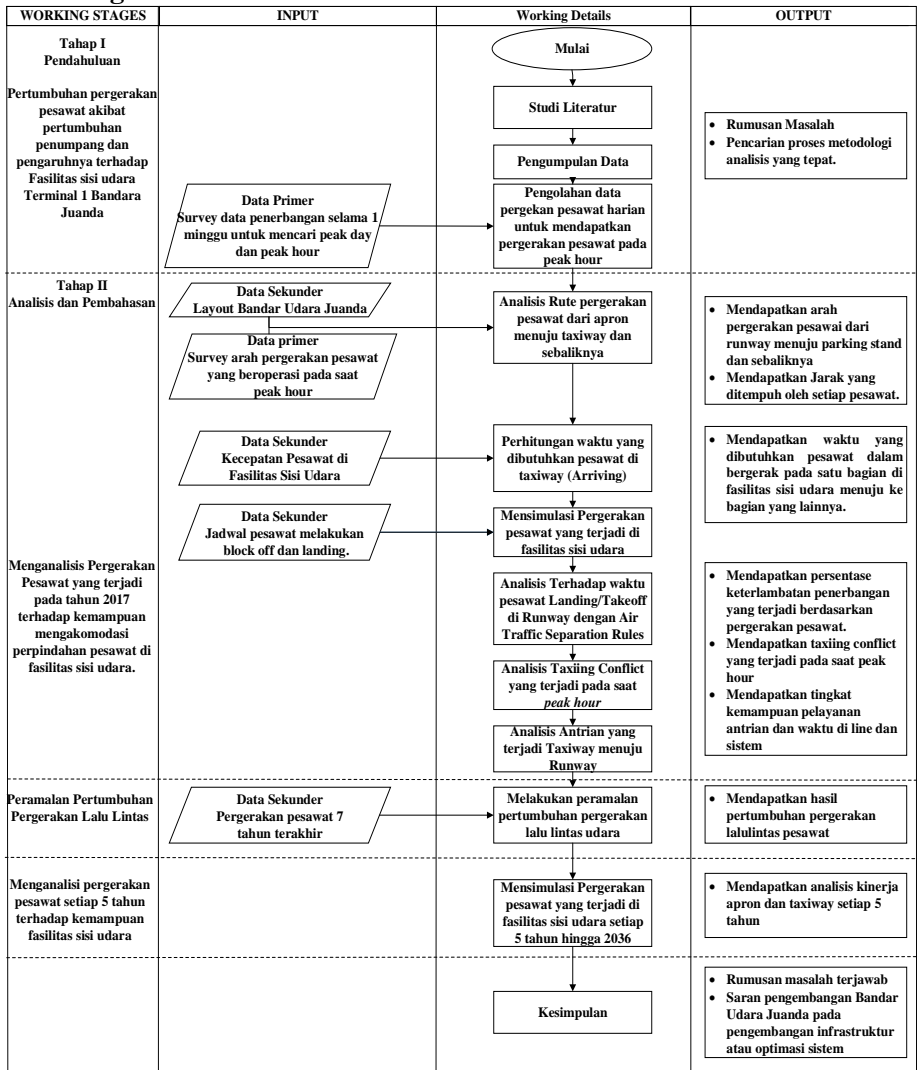 WORKING STAGES
INPUT
Working Details
OUTPUT
Tahap I
Pendahuluan
Pertumbuhan pergerakan
pesawat akibat
pertumbuhan
penumpang dan
pengaruhnya terhadap
Fasilitas sisi udara
Terminal 1 Bandara
Juanda
Data Primer
Survey data penerbangan selama 1
minggu untuk mencari peak day
dan peak hour
Mulai
Studi Literatur
Pengumpulan Data
Pengolahan data
pergekan pesawat harian
untuk mendapatkan
pergerakan pesawat pada
peak hour
• Rumusan Masalah
• Pencarian proses metodologi
analisis yang tepat.
Tahap II
Analisis dan Pembahasan
Data Sekunder
Layout Bandar Udara Juanda
Data primer
Survey arah pergerakan pesawat
yang beroperasi pada saat
peak hour
Analisis Rute pergerakan
pesawat dari apron
menuju taxiway dan
sebaliknya
• Mendapatkan arah
pergerakan pesawai dari
runway menuju parking stand
dan sebaliknya
• Mendapatkan Jarak yang
ditempuh oleh setiap pesawat.
Data Sekunder
Kecepatan Pesawat di
Fasilitas Sisi Udara
Perhitungan waktu yang
dibutuhkan pesawat di
taxiway (Arriving)
• Mendapatkan waktu yang
dibutuhkan pesawat dalam
bergerak pada satu bagian di
fasilitas sisi udara menuju ke
bagian yang lainnya.
Data Sekunder
Jadwal pesawat melakukan
block off dan landing.
Mensimulasi Pergerakan
pesawat yang terjadi di
fasilitas sisi udara
Menganalisis Pergerakan
Pesawat yang terjadi
pada tahun 2017
terhadap kemampuan
mengakomodasi
perpindahan pesawat di
fasilitas sisi udara.
Analisis Terhadap waktu
pesawat Landing/Takeoff
di Runway dengan Air
Traffic Separation Rules
Analisis Taxiing Conflict
yang terjadi pada saat
peak hour
Analisis Antrian yang
terjadi Taxiway menuju
Runway
• Mendapatkan persentase
keterlambatan penerbangan
yang terjadi berdasarkan
pergerakan pesawat.
• Mendapatkan taxiing conflict
yang terjadi pada saat peak
hour
• Mendapatkan tingkat
kemampuan pelayanan
antrian dan waktu di line dan
sistem
Peramalan Pertumbuhan
Pergerakan Lalu Lintas
Data Sekunder
Pergerakan pesawat 7
tahun terakhir
Melakukan peramalan
pertumbuhan pergerakan
lalu lintas udara
• Mendapatkan hasil
pertumbuhan pergerakan
lalulintas pesawat
Menganalisi pergerakan
pesawat setiap 5 tahun
terhadap kemampuan
fasilitas sisi udara
Mensimulasi Pergerakan
pesawat yang terjadi di
fasilitas sisi udara setiap
5 tahun hingga 2036
• Mendapatkan analisis kinerja
apron dan taxiway setiap 5
tahun
Kesimpulan
• Rumusan masalah terjawab
• Saran pengembangan Bandar
Udara Juanda pada
pengembangan infrastruktur
atau optimasi sistem